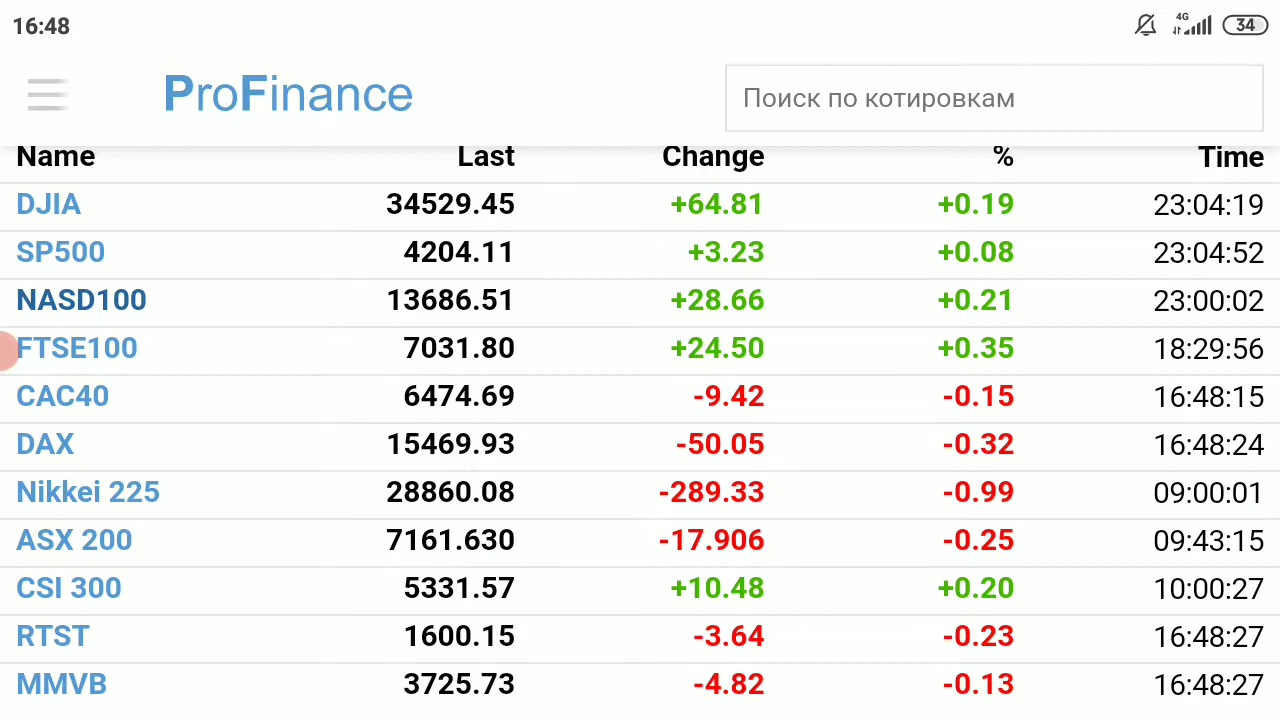 16:48 4G 34
ProFinance Поиск по котировкам
Name Last Change % Time
DJIA 34529.45 +64.81 +0.19 23:04:19
SP500 4204.11 +3.23 +0.08 23:04:52
NASD100 13686.51 +28.66 +0.21 23:00:02
FTSE100 7031.80 +24.50 +0.35 18:29:56
CAC40 6474.69 -9.42 -0.15 16:48:15
DAX 15469.93 -50.05 -0.32 16:48:24
Nikkei 225 28860.08 -289.33 -0.99 09:00:01
ASX 200 7161.630 -17.906 -0.25 09:43:15
CSI 300 5331.57 +10.48 +0.20 10:00:27
RTST 1600.15 -3.64 -0.23 16:48:27
MMVB 3725.73 -4.82 -0.13 16:48:27